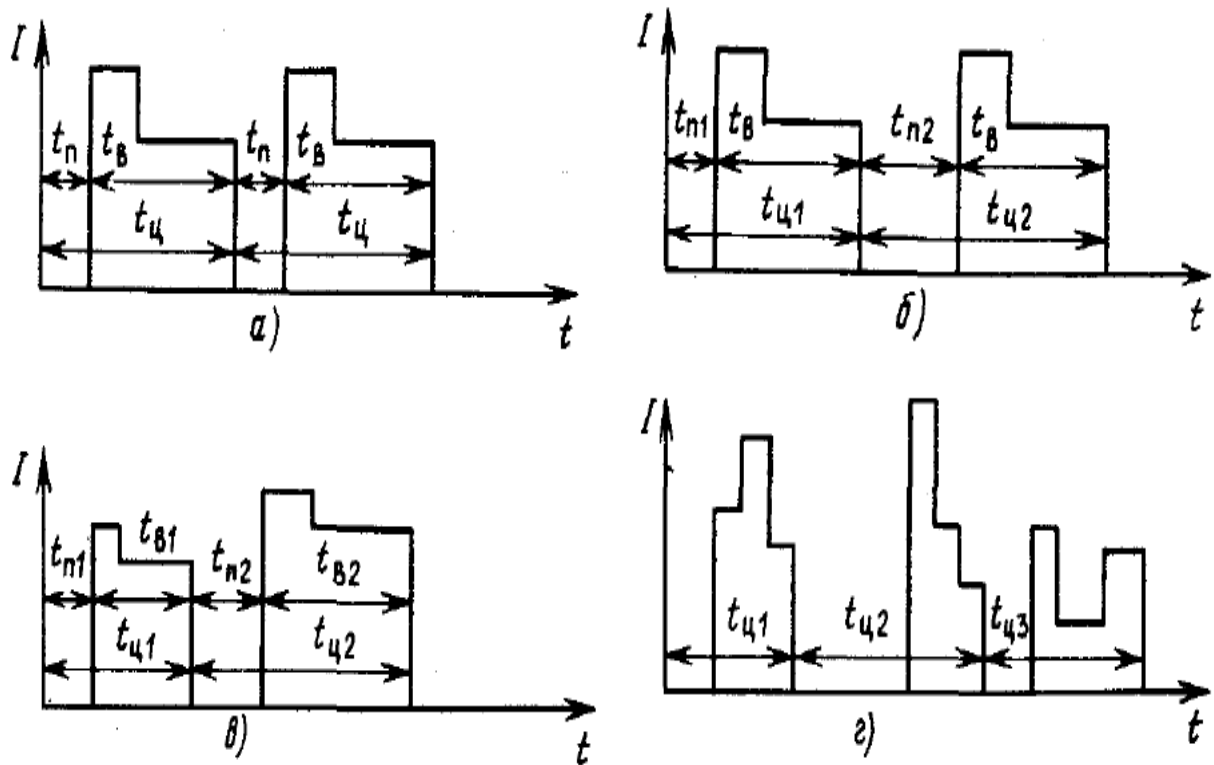 I
tп tв tп tв
tц tц
t
а)
I
tп1 tв tп2 tв
tц1 tц2
t
б)
I
tп1 tв1 tп2 tв2
tц1 tц2
t
в)
I
tц1 tц2 tц3
t
г)